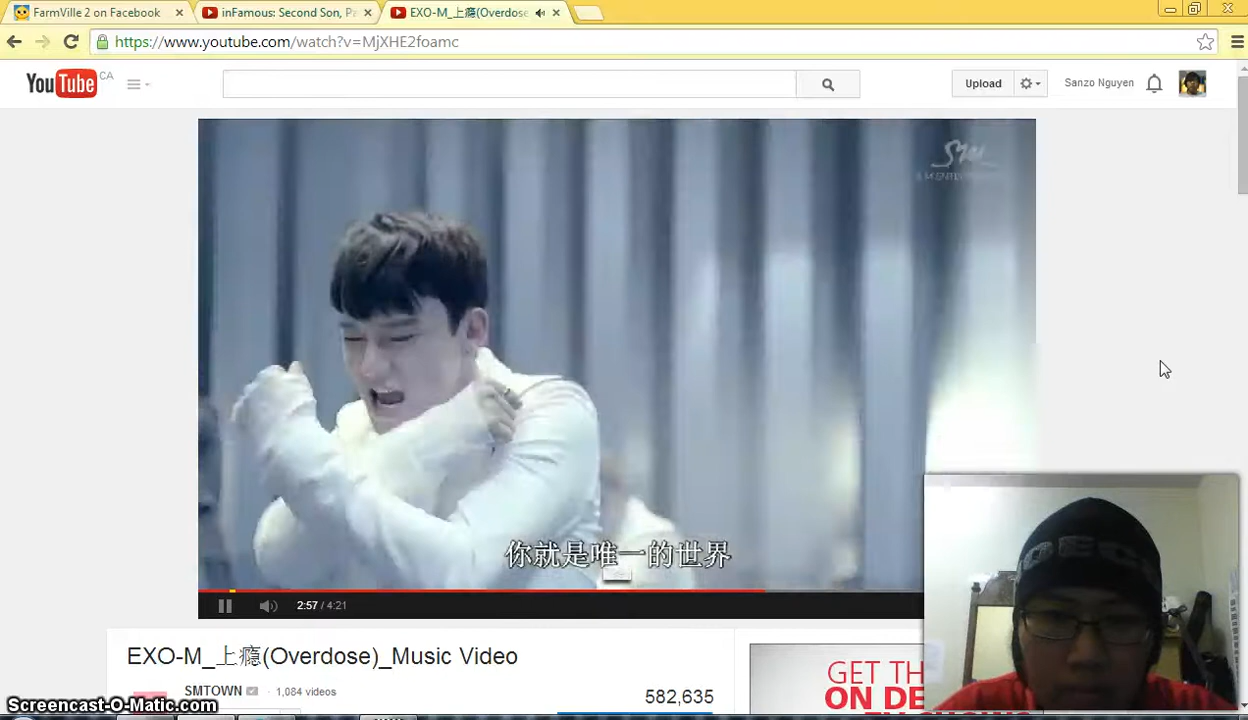 FarmVille 2 on Facebook
inFamous: Second Son, Pa
EXO-M_上瘾(Overdose
https://www.youtube.com/watch?v=MjXHE2foamc
YouTube CA
Upload
Sanzo Nguyen
SM
你就是唯一的世界
2:57 / 4:21
EXO-M_上瘾(Overdose)_Music Video
SMTOWN · 1,084 videos
582,635
GET TH
ON DE
Screencast-O-Matic.com